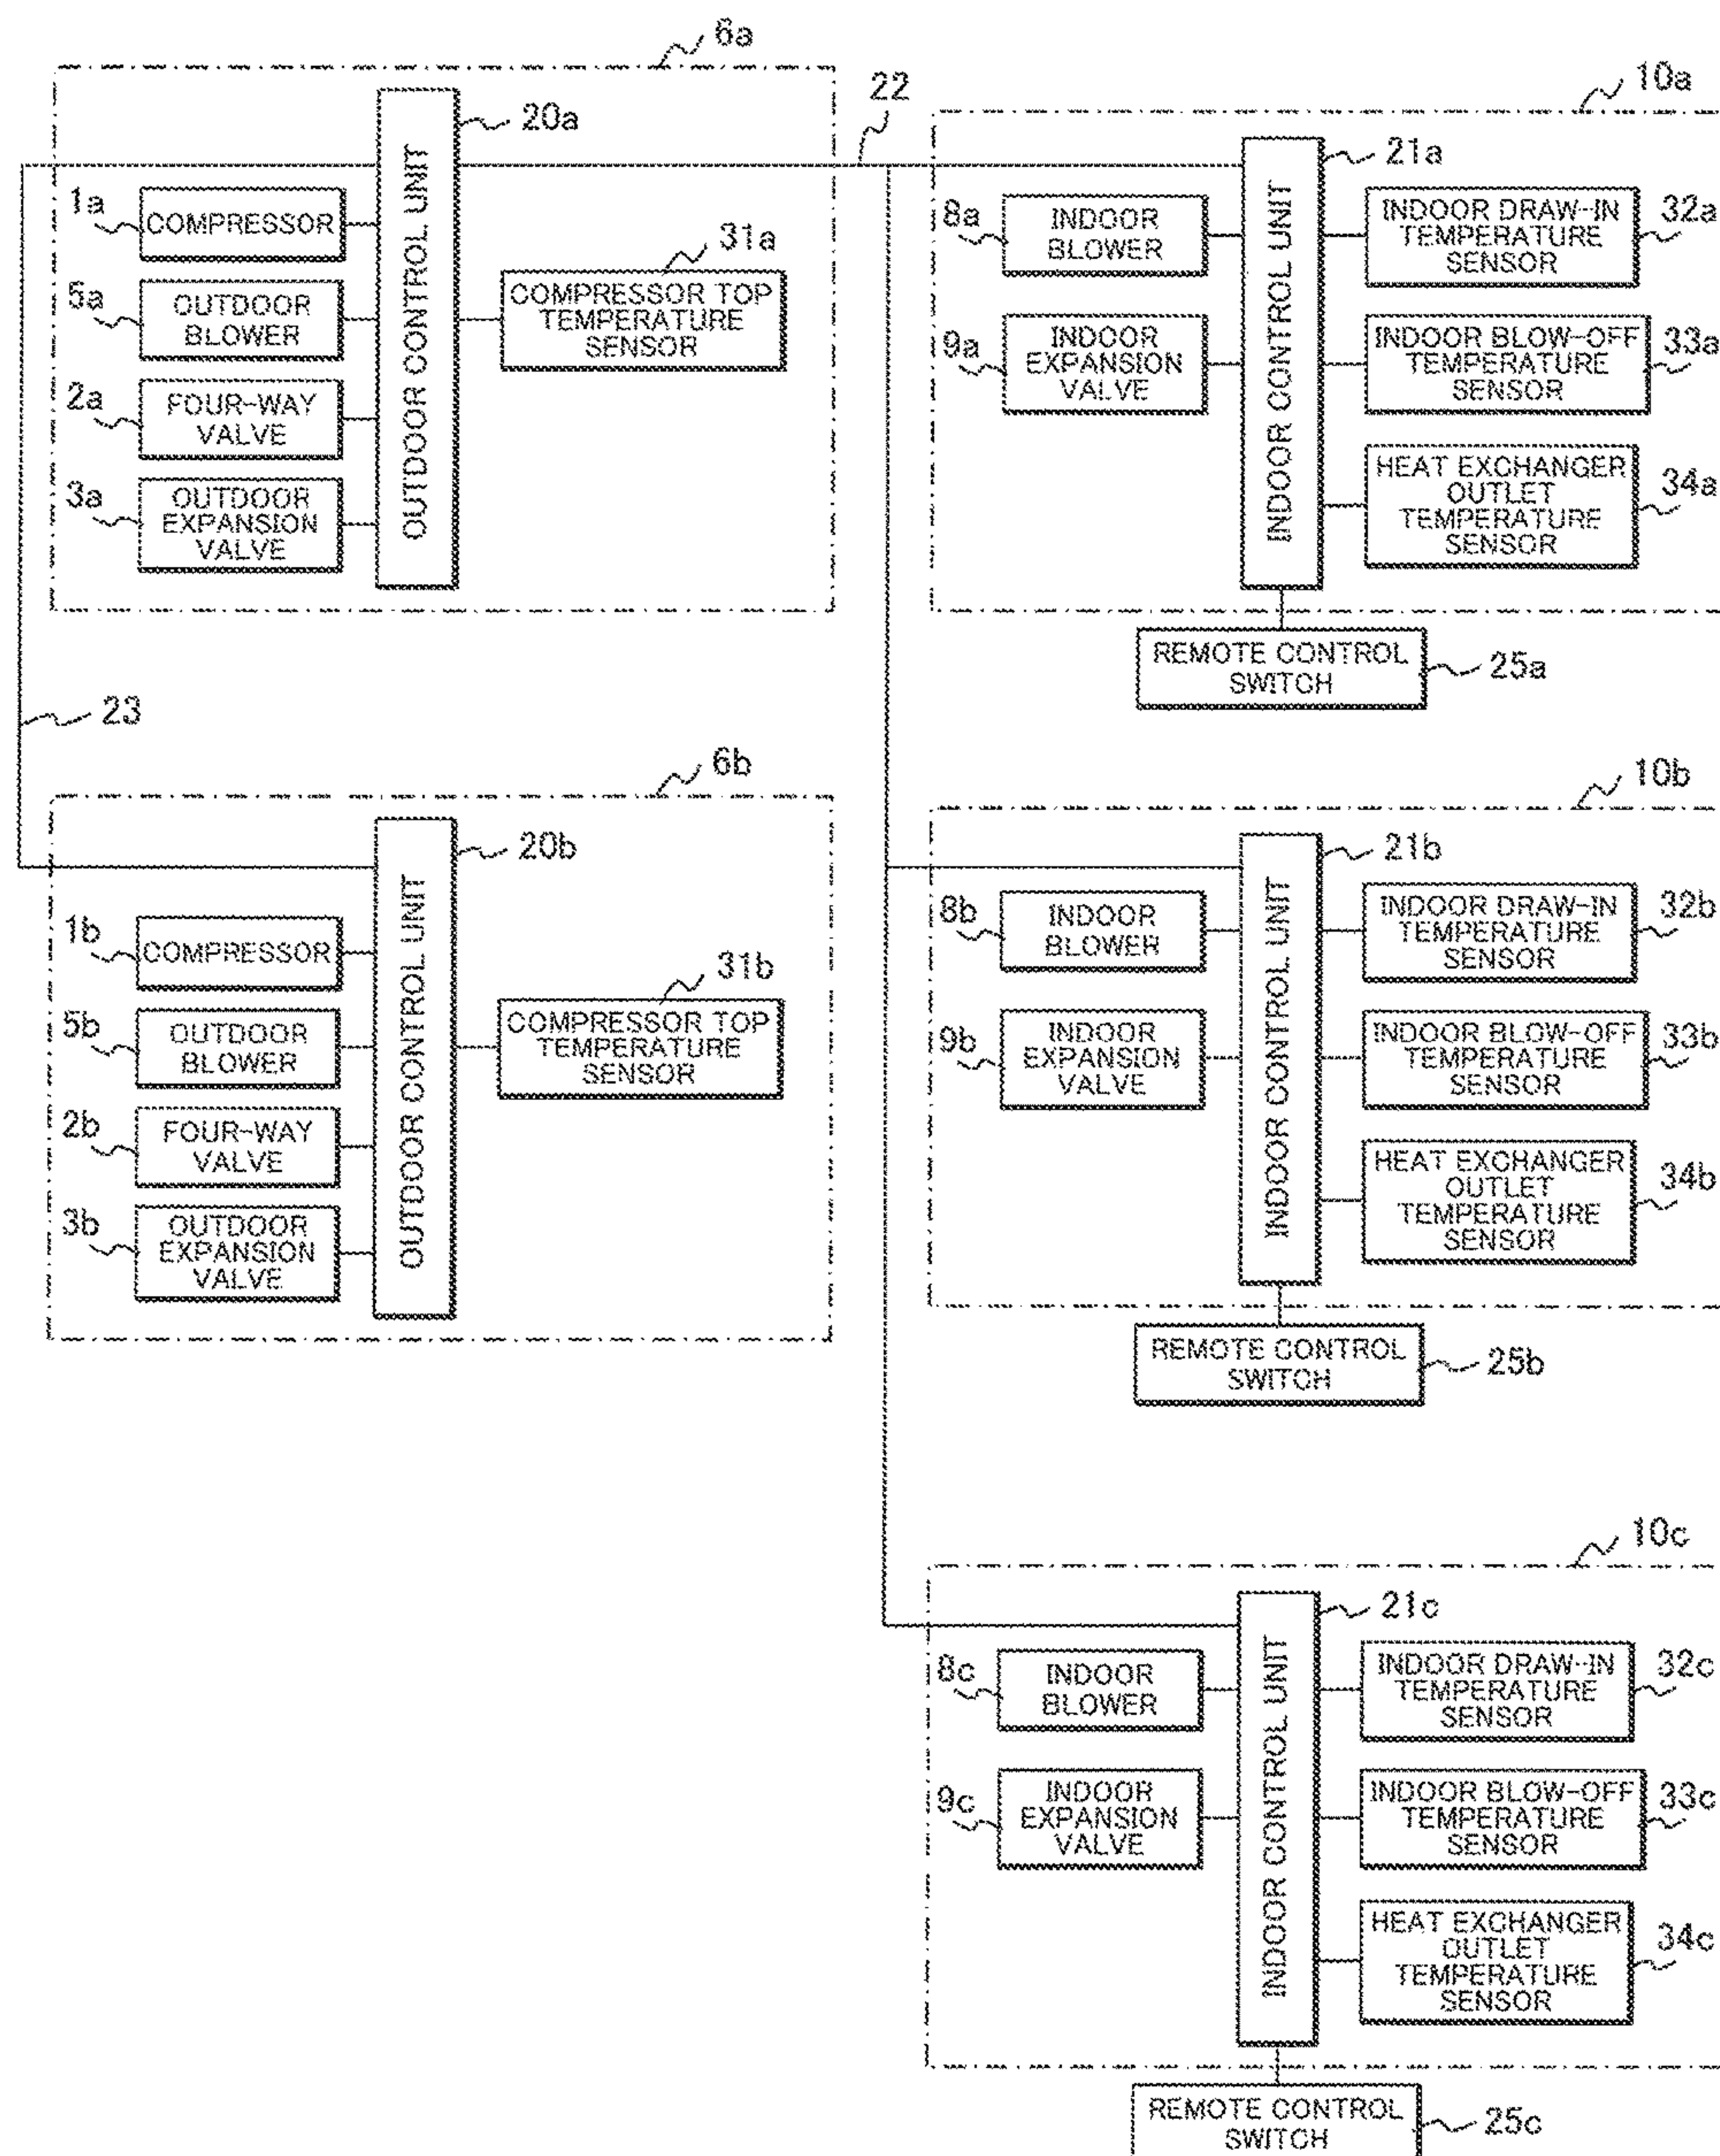 6a
20a
OUTDOOR CONTROL UNIT
1a
COMPRESSOR
5a
OUTDOOR
BLOWER
2a
FOUR-WAY
VALVE
3a
OUTDOOR
EXPANSION
VALVE
31a
COMPRESSOR TOP
TEMPERATURE
SENSOR
22
10a
21a
INDOOR CONTROL UNIT
8a
INDOOR
BLOWER
9a
INDOOR
EXPANSION
VALVE
INDOOR DRAW-IN
TEMPERATURE
SENSOR
32a
INDOOR BLOW-OFF
TEMPERATURE
SENSOR
33a
HEAT EXCHANGER
OUTLET
TEMPERATURE
SENSOR
34a
REMOTE CONTROL
SWITCH
25a
23
6b
20b
OUTDOOR CONTROL UNIT
1b
COMPRESSOR
5b
OUTDOOR
BLOWER
2b
FOUR-WAY
VALVE
3b
OUTDOOR
EXPANSION
VALVE
31b
COMPRESSOR TOP
TEMPERATURE
SENSOR
10b
21b
INDOOR CONTROL UNIT
8b
INDOOR
BLOWER
9b
INDOOR
EXPANSION
VALVE
INDOOR DRAW-IN
TEMPERATURE
SENSOR
32b
INDOOR BLOW-OFF
TEMPERATURE
SENSOR
33b
HEAT EXCHANGER
OUTLET
TEMPERATURE
SENSOR
34b
REMOTE CONTROL
SWITCH
25b
10c
21c
INDOOR CONTROL UNIT
8c
INDOOR
BLOWER
9c
INDOOR
EXPANSION
VALVE
INDOOR DRAW-IN
TEMPERATURE
SENSOR
32c
INDOOR BLOW-OFF
TEMPERATURE
SENSOR
33c
HEAT EXCHANGER
OUTLET
TEMPERATURE
SENSOR
34c
REMOTE CONTROL
SWITCH
25c